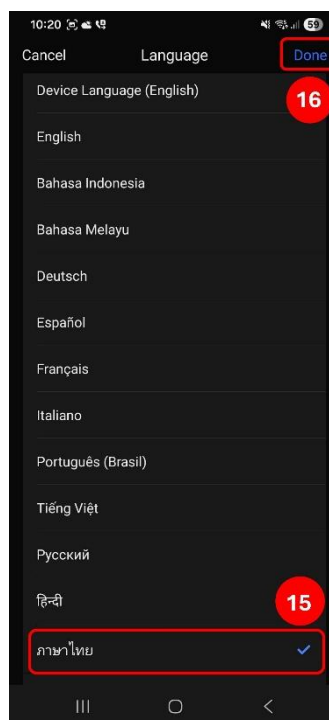 10:20 59
Cancel Language Done
Device Language (English)
16
English
Bahasa Indonesia
Bahasa Melayu
Deutsch
Español
Français
Italiano
Português (Brasil)
Tiếng Việt
Русский
हिन्दी
15
ภาษาไทย